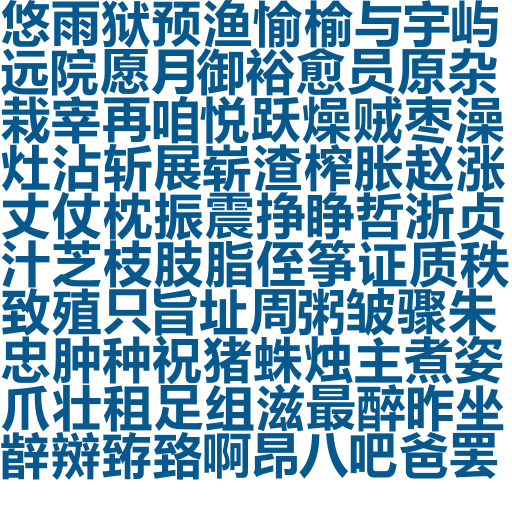 悠雨狱预渔愉榆与宇屿
远院愿月御裕愈员原杂
栽宰再咱悦跃燥贼枣澡
灶沾斩展崭渣榨胀赵涨
丈仗枕振震挣睁哲浙贞
汁芝枝肢脂侄筝证质秩
致殖只旨址周粥皱骤朱
忠肿种祝猪蛛烛主煮姿
爪壮租足组滋最醉昨坐
啊昂八吧爸罢